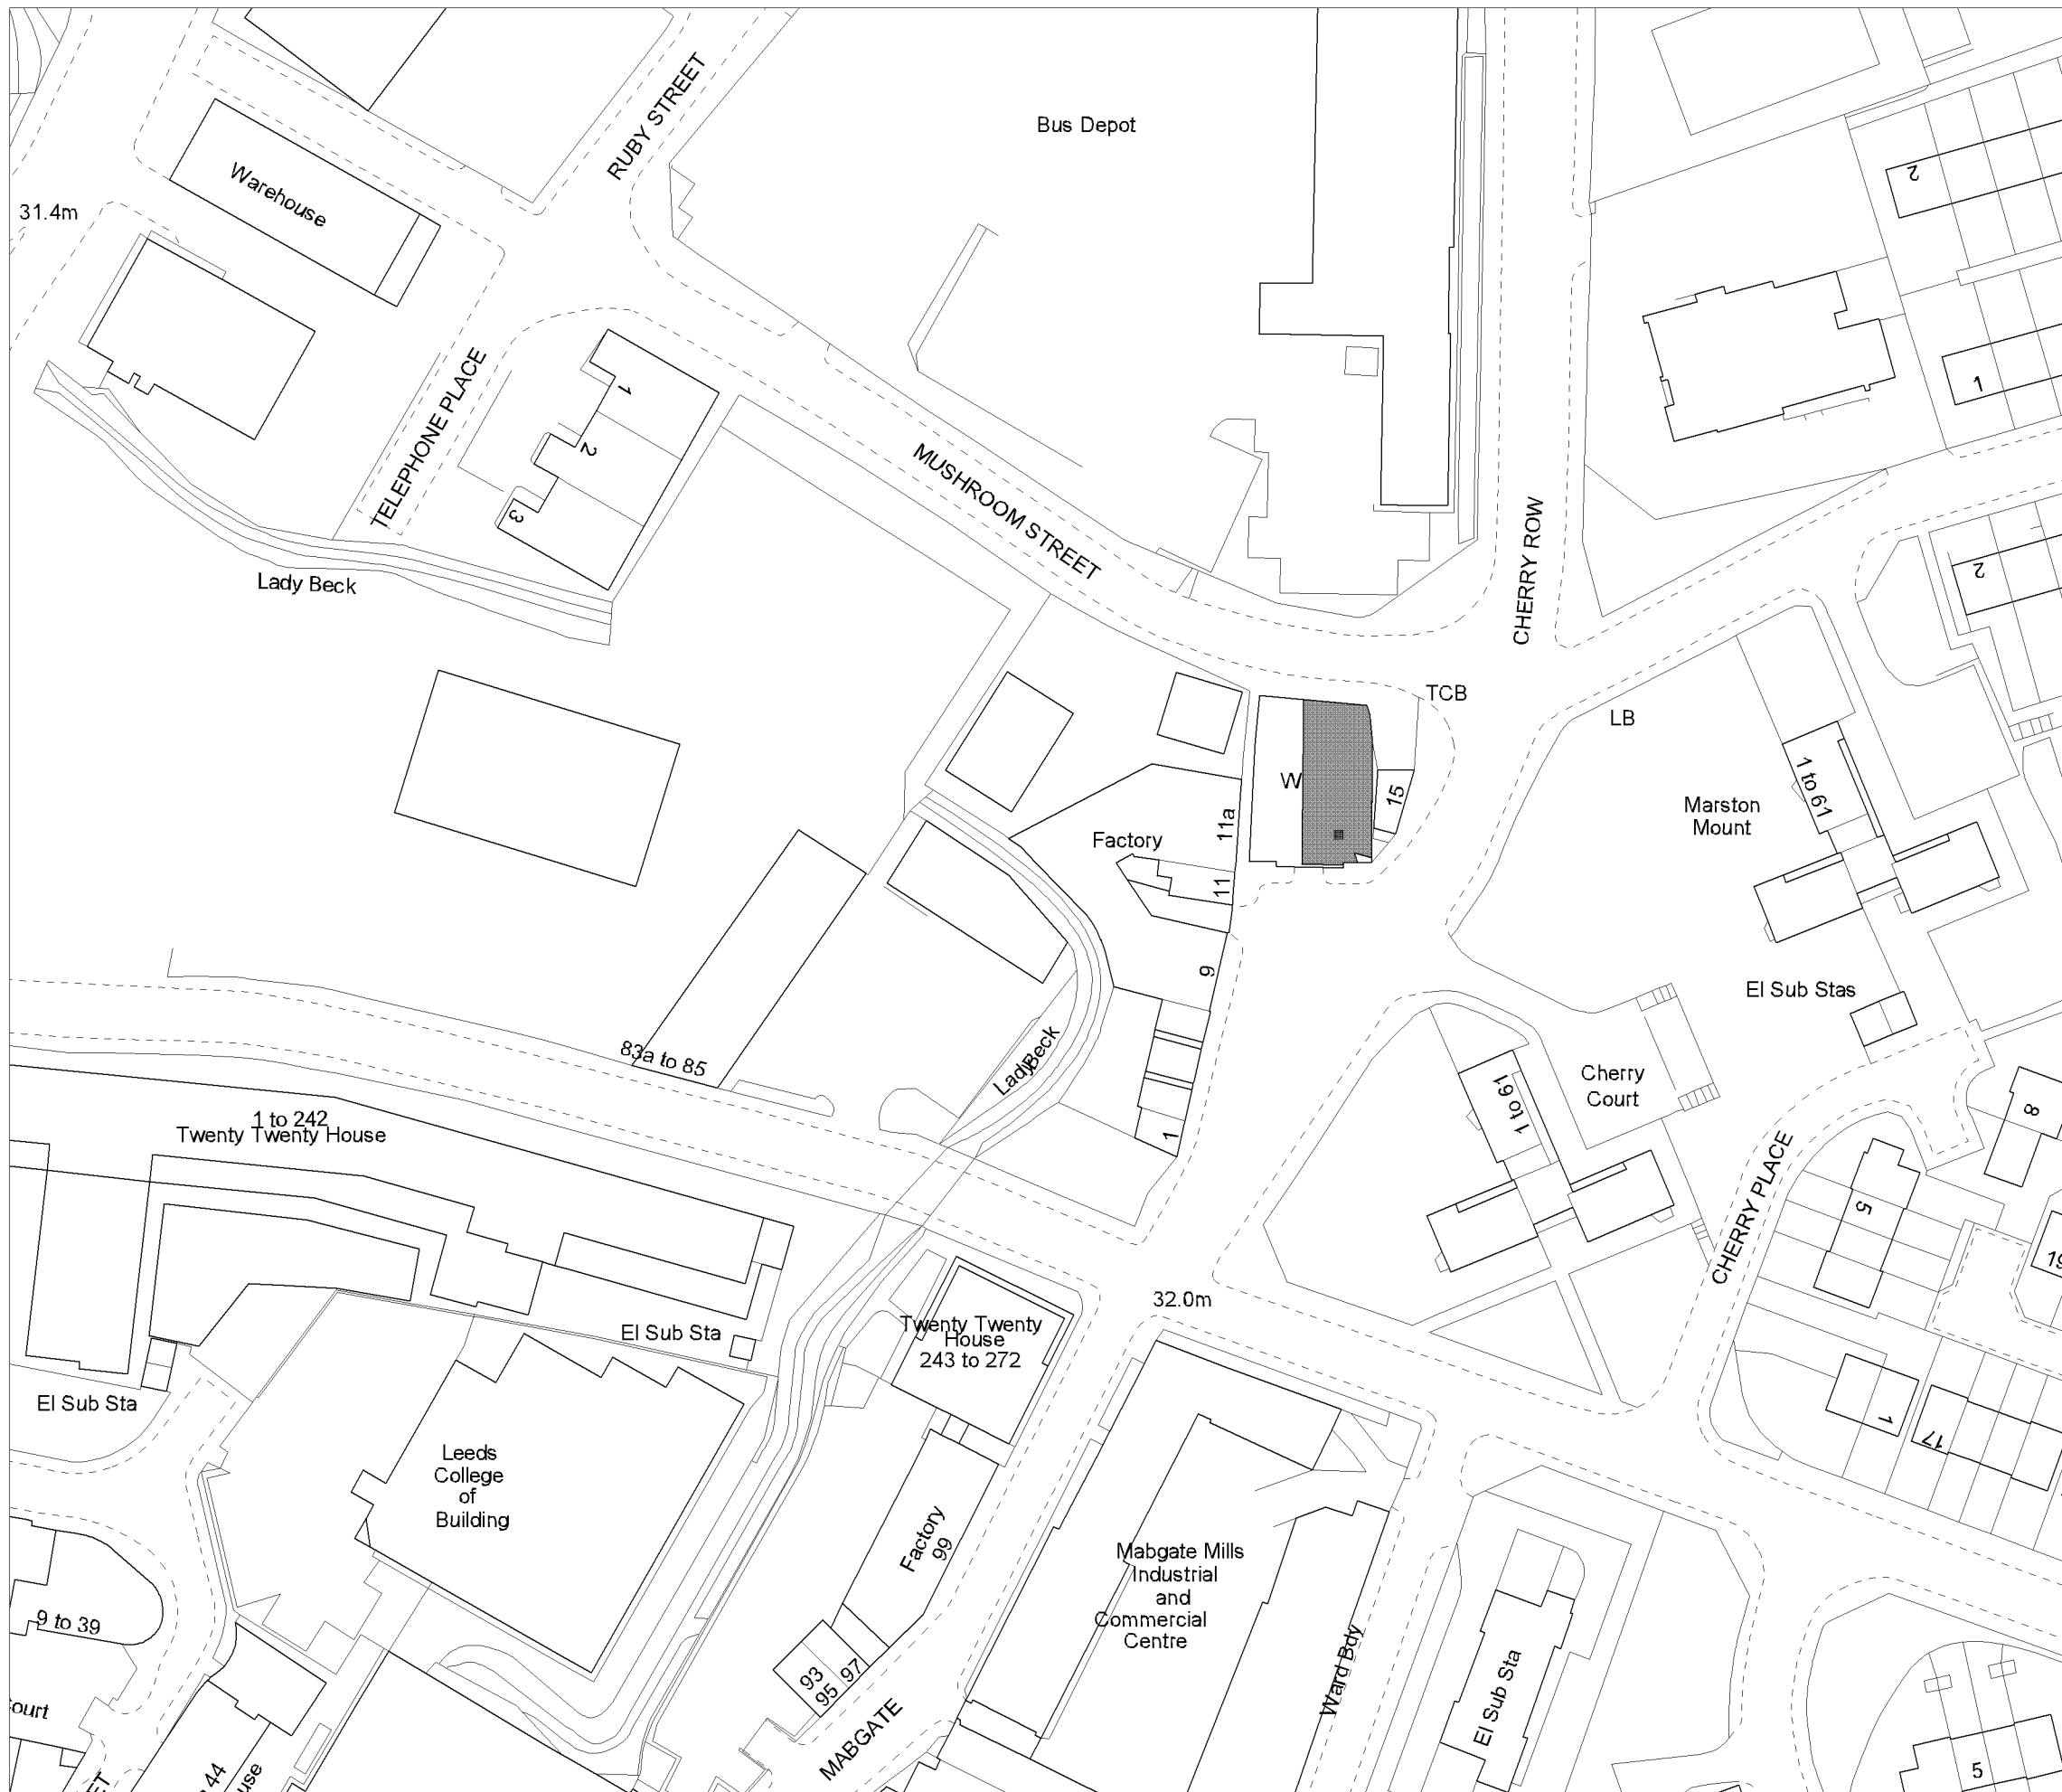 RUBY STREET
Bus Depot
Warehouse
31.4m
2
1
TELEPHONE PLACE
1
2
3
MUSHROOM STREET
CHERRY ROW
Lady Beck
2
TCB
LB
W
15
1 to 61
Marston
Mount
11a
Factory
11
9
El Sub Stas
83a to 85
Lady Beck
1 to 61
Cherry
Court
1
8
1 to 242
Twenty Twenty House
CHERRY PLACE
5
19
32.0m
El Sub Sta
Twenty Twenty
House
243 to 272
El Sub Sta
1
17
Leeds
College
of
Building
Factory
99
Mabgate Mills
Industrial
and
Commercial
Centre
9 to 39
93
95
97
Ward Bdy
El Sub Sta
MABGATE
ourt
44
use
ET
5